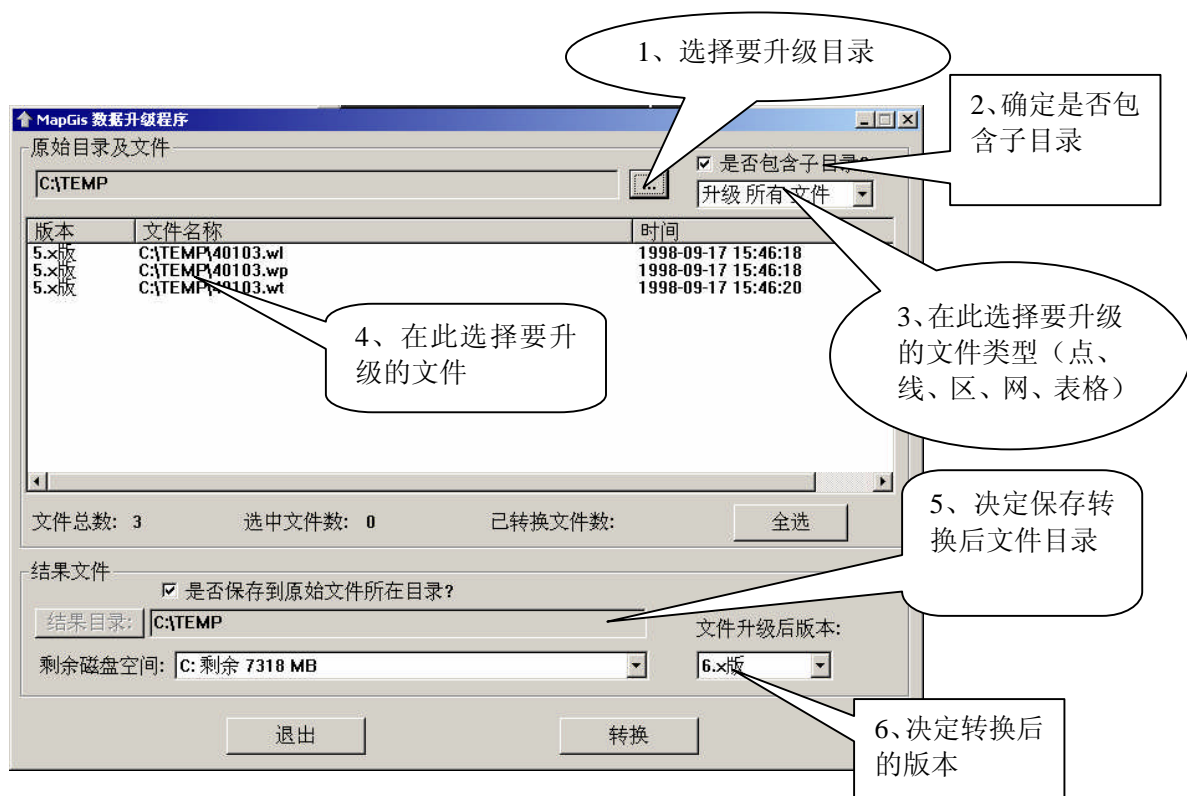 1、选择要升级目录
2、确定是否包
含子目录
MapGis 数据升级程序
原始目录及文件
是否包含子目录?
C:\TEMP
...
升级 所有 文件
版本 文件名称 时间
5.x版 C:\TEMP\40103.wl 1998-09-17 15:46:18
5.x版 C:\TEMP\40103.wp 1998-09-17 15:46:18
5.x版 C:\TEMP\40103.wt 1998-09-17 15:46:20
3、在此选择要升级
的文件类型（点、
线、区、网、表格）
4、在此选择要升
级的文件
文件总数: 3 选中文件数: 0 已转换文件数: 全选
5、决定保存转
换后文件目录
结果文件
是否保存到原始文件所在目录?
结果目录: C:\TEMP
文件升级后版本:
剩余磁盘空间: C: 剩余 7318 MB
6.x版
退出 转换
6、决定转换后
的版本